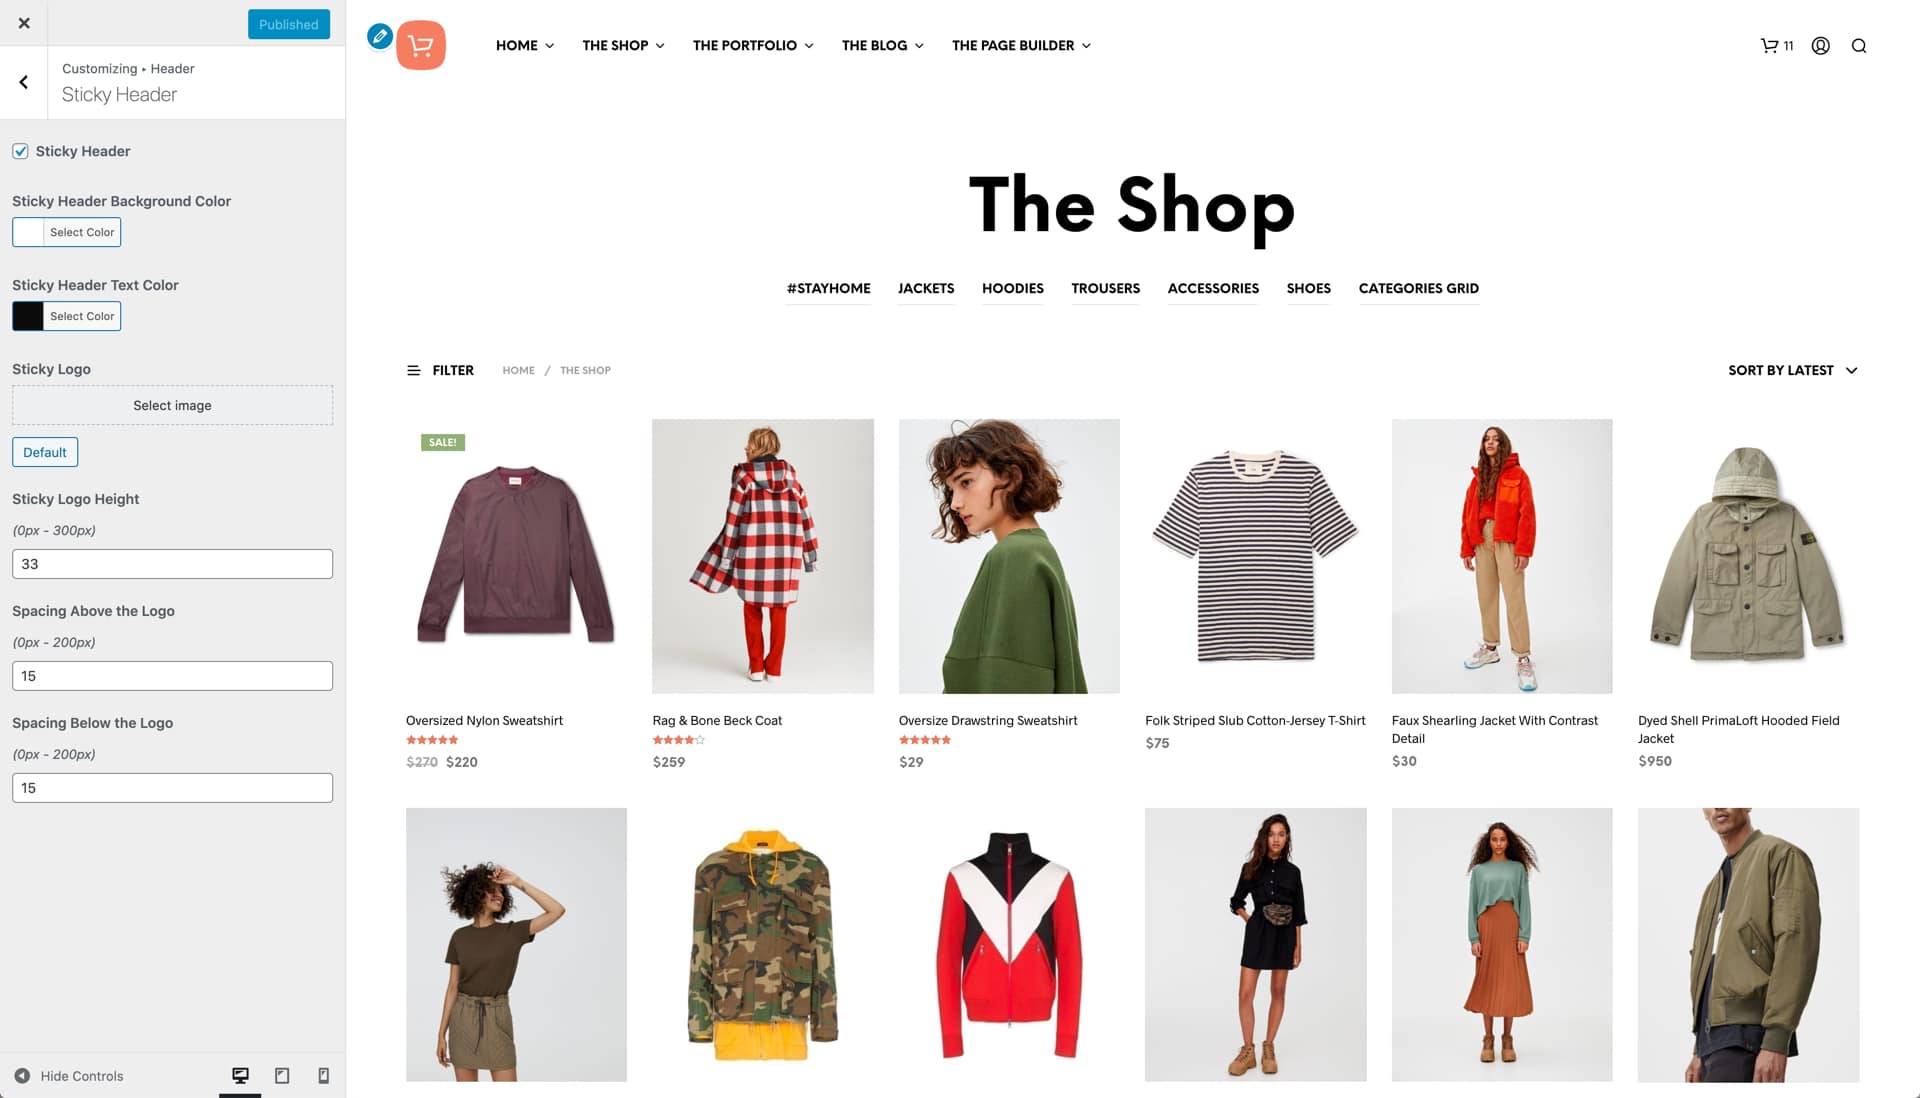 Published
Customizing ▸ Header
Sticky Header
Sticky Header
Sticky Header Background Color
Select Color
Sticky Header Text Color
Select Color
Sticky Logo
Select image
Default
Sticky Logo Height
(0px - 300px)
33
Spacing Above the Logo
(0px - 200px)
15
Spacing Below the Logo
(0px - 200px)
15
Hide Controls
HOME THE SHOP THE PORTFOLIO THE BLOG THE PAGE BUILDER
11
The Shop
#STAYHOME JACKETS HOODIES TROUSERS ACCESSORIES SHOES CATEGORIES GRID
FILTER HOME / THE SHOP SORT BY LATEST
SALE!
Oversized Nylon Sweatshirt
$270 $220
Rag & Bone Beck Coat
$259
Oversize Drawstring Sweatshirt
$29
Folk Striped Slub Cotton-Jersey T-Shirt
$75
Faux Shearling Jacket With Contrast
Detail
$30
Dyed Shell PrimaLoft Hooded Field
Jacket
$950